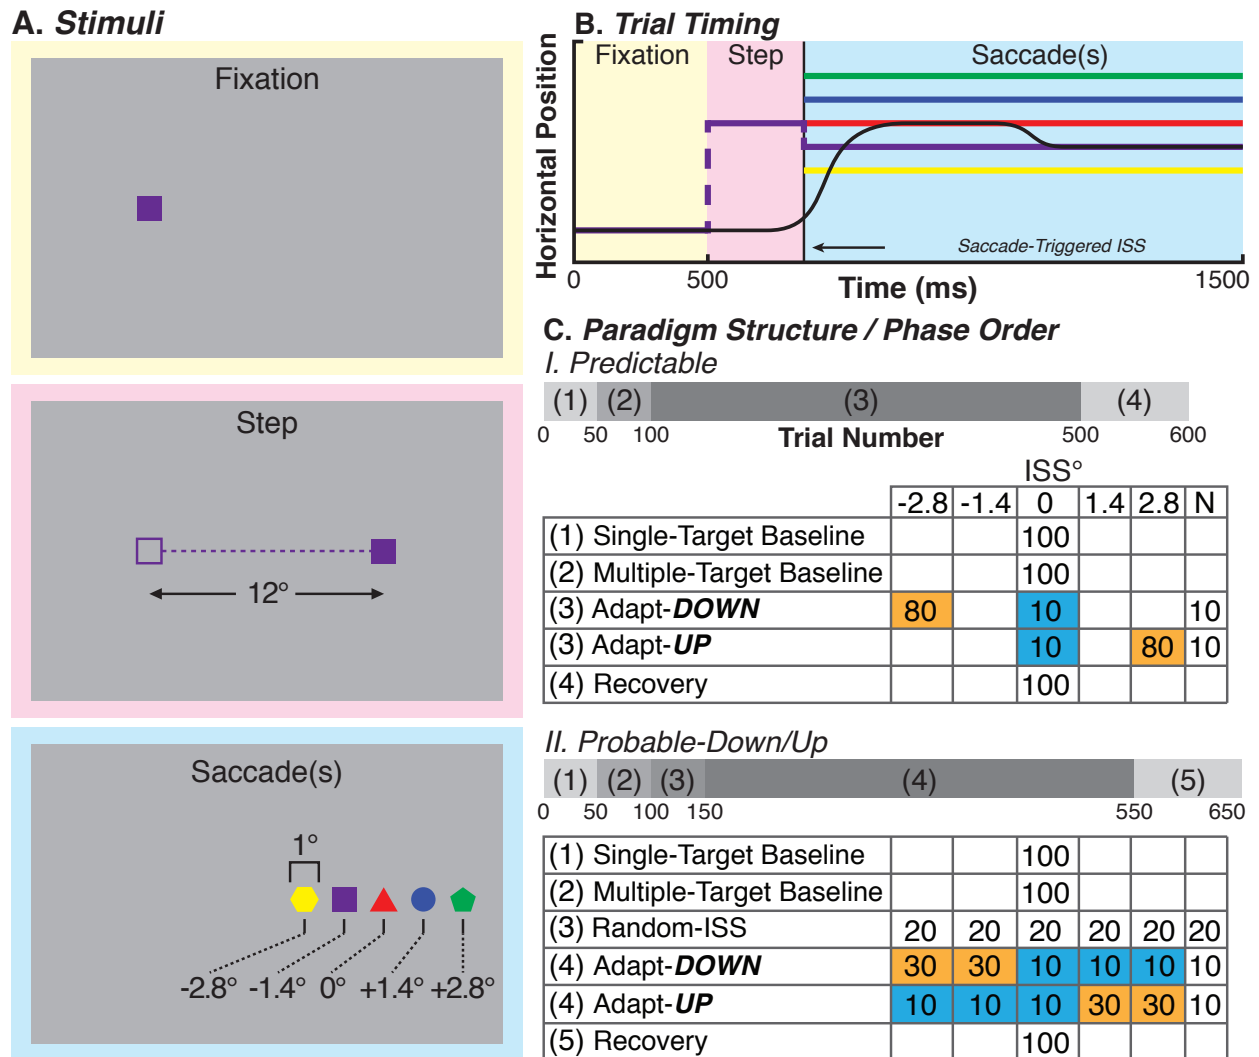 A. Stimuli
Fixation
Step
12°
Saccade(s)
1°
-2.8° -1.4° 0° +1.4° +2.8°
B. Trial Timing
Horizontal Position
Fixation Step Saccade(s)
Saccade-Triggered ISS
0 500 1500
Time (ms)
C. Paradigm Structure / Phase Order
I. Predictable
(1) (2) (3) (4)
0 50 100 500 600
Trial Number
ISS°
-2.8 -1.4 0 1.4 2.8 N
(1) Single-Target Baseline 100
(2) Multiple-Target Baseline 100
(3) Adapt-DOWN 80 10 10
(3) Adapt-UP 10 80 10
(4) Recovery 100
II. Probable-Down/Up
(1) (2) (3) (4) (5)
0 50 100 150 550 650
(1) Single-Target Baseline 100
(2) Multiple-Target Baseline 100
(3) Random-ISS 20 20 20 20 20 20
(4) Adapt-DOWN 30 30 10 10 10 10
(4) Adapt-UP 10 10 10 30 30 10
(5) Recovery 100